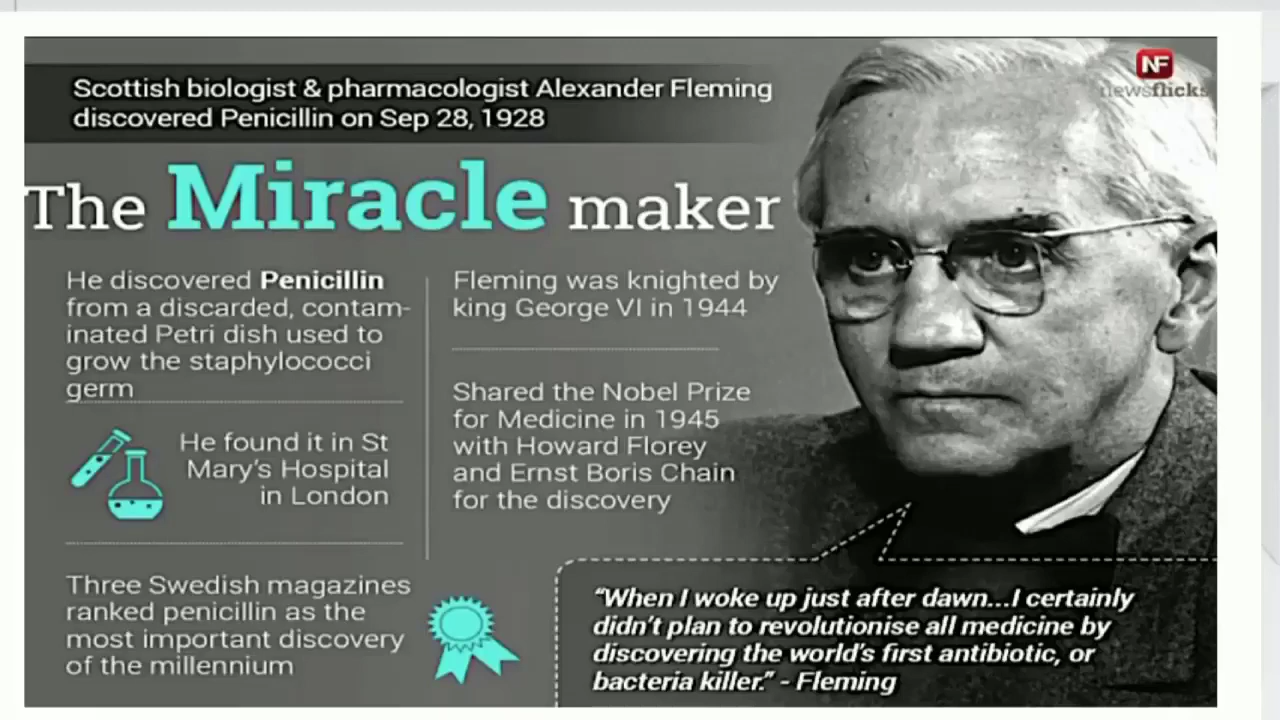 NF
newsflicks
Scottish biologist & pharmacologist Alexander Fleming
discovered Penicillin on Sep 28, 1928
The Miracle maker
He discovered Penicillin
from a discarded, contam-
inated Petri dish used to
grow the staphylococci
germ
He found it in St
Mary's Hospital
in London
Three Swedish magazines
ranked penicillin as the
most important discovery
of the millennium
Fleming was knighted by
king George VI in 1944
Shared the Nobel Prize
for Medicine in 1945
with Howard Florey
and Ernst Boris Chain
for the discovery
“When I woke up just after dawn...I certainly
didn't plan to revolutionise all medicine by
discovering the world's first antibiotic, or
bacteria killer.” - Fleming